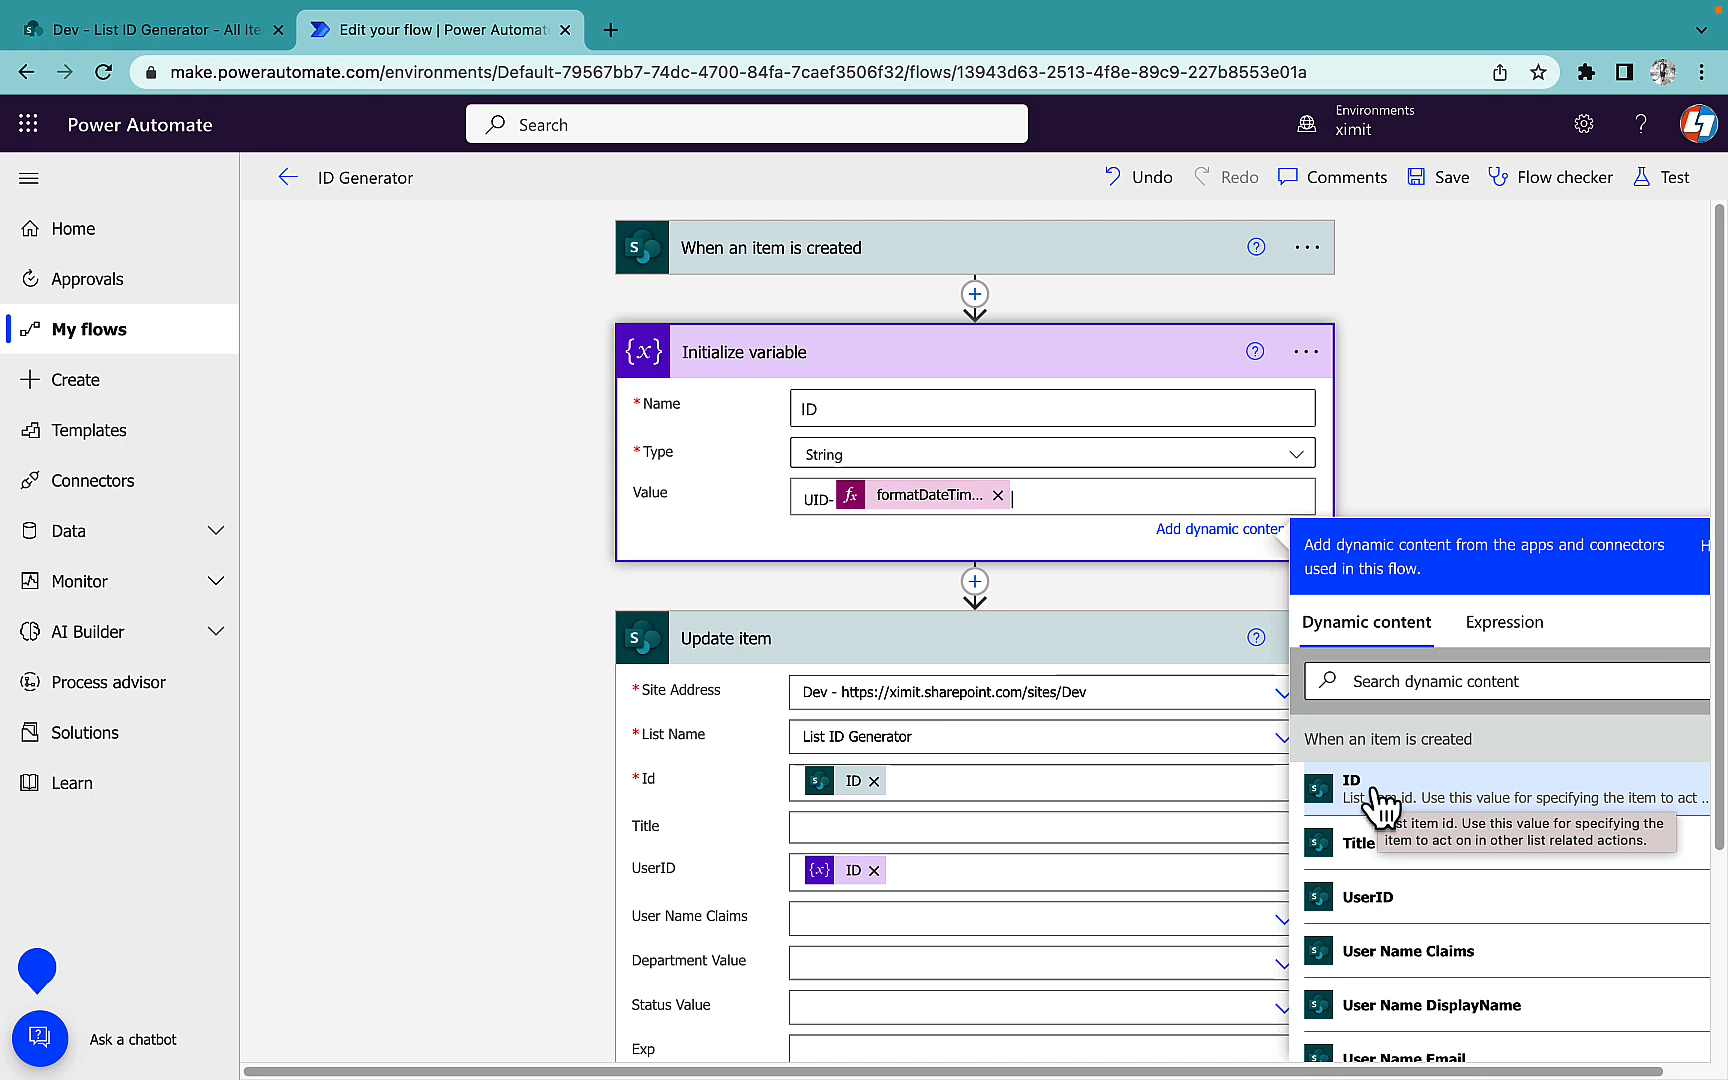 Dev - List ID Generator - All Ite
Edit your flow | Power Automat
make.powerautomate.com/environments/Default-79567bb7-74dc-4700-84fa-7caef3506f32/flows/13943d63-2513-4f8e-89c9-227b8553e01a
Power Automate
Search
Environments
ximit
ID Generator
Undo
Redo
Comments
Save
Flow checker
Test
Home
Approvals
My flows
Create
Templates
Connectors
Data
Monitor
AI Builder
Process advisor
Solutions
Learn
Ask a chatbot
When an item is created
{x} Initialize variable
* Name
ID
* Type
String
Value
UID- fx formatDateTim...
Add dynamic conten
Update item
* Site Address
Dev - https://ximit.sharepoint.com/sites/Dev
* List Name
List ID Generator
* Id
ID
Title
UserID
{x} ID
User Name Claims
Department Value
Status Value
Exp
Add dynamic content from the apps and connectors
used in this flow.
H
Dynamic content
Expression
Search dynamic content
When an item is created
ID
id. Use this value for specifying the item to act ...
item id. Use this value for specifying the
item to act on in other list related actions.
Title
UserID
User Name Claims
User Name DisplayName
User Name Email